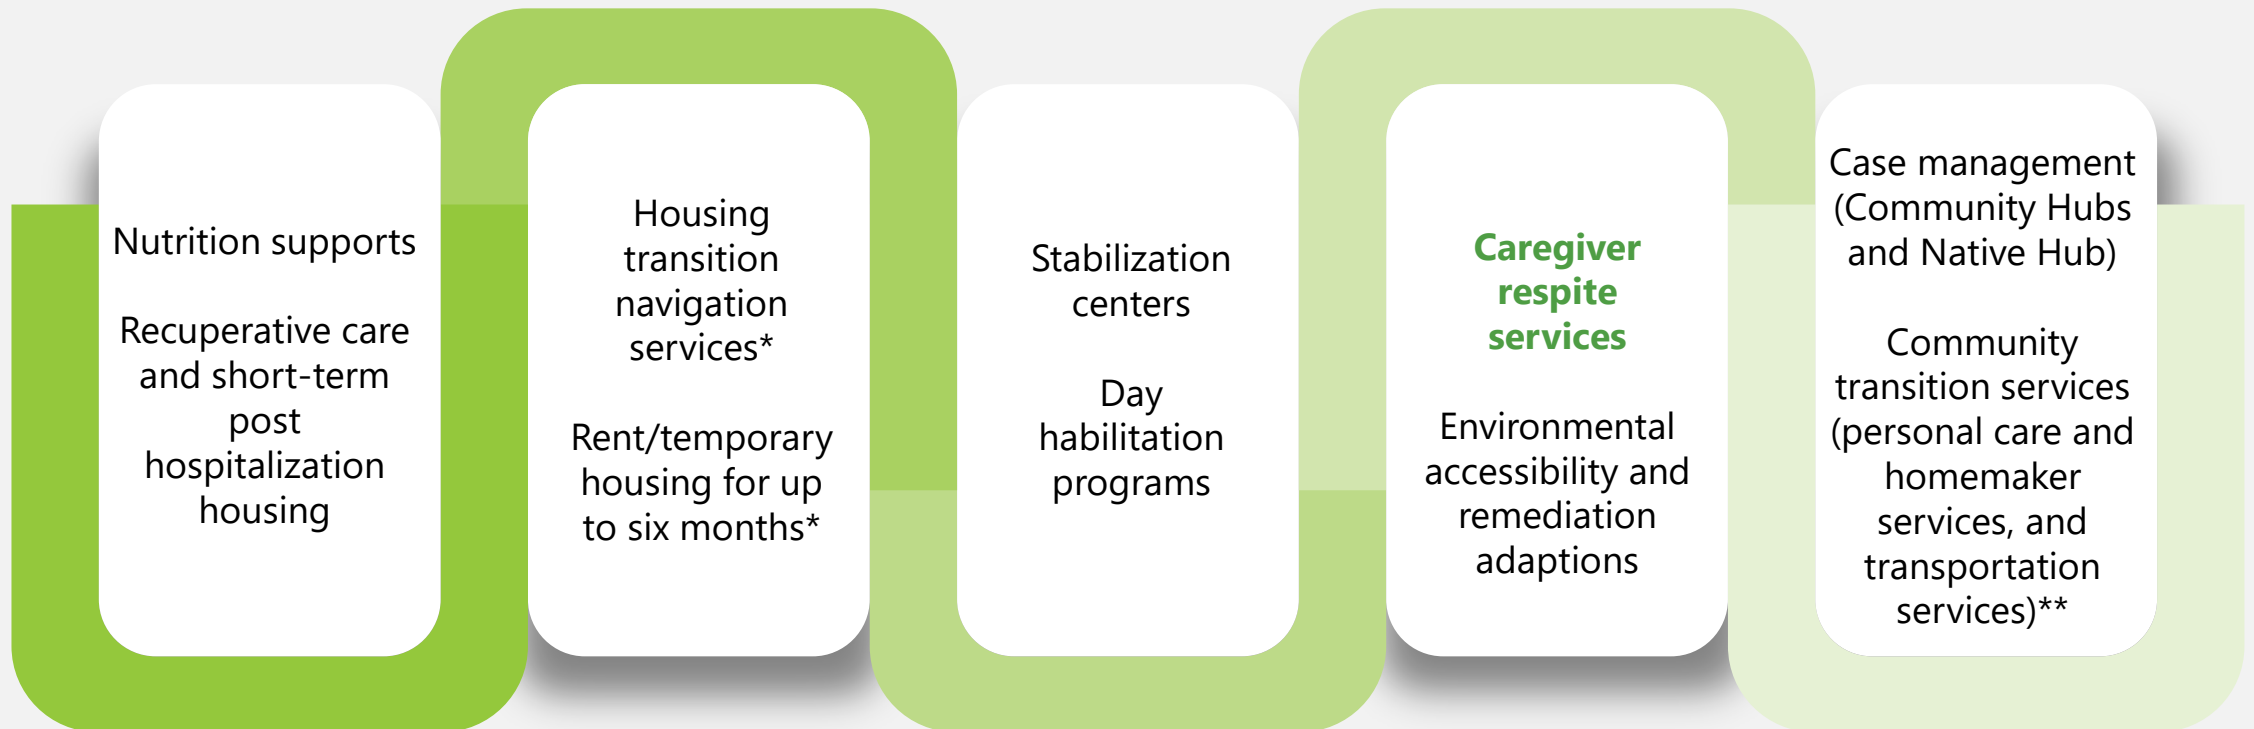 Nutrition supports
Recuperative care
and short-term
post
hospitalization
housing
Housing
transition
navigation
services*
Rent/temporary
housing for up
to six months*
Stabilization
centers
Day
habilitation
programs
Caregiver
respite
services
Environmental
accessibility and
remediation
adaptions
Case management
(Community Hubs
and Native Hub)
Community
transition services
(personal care and
homemaker
services, and
transportation
services)**